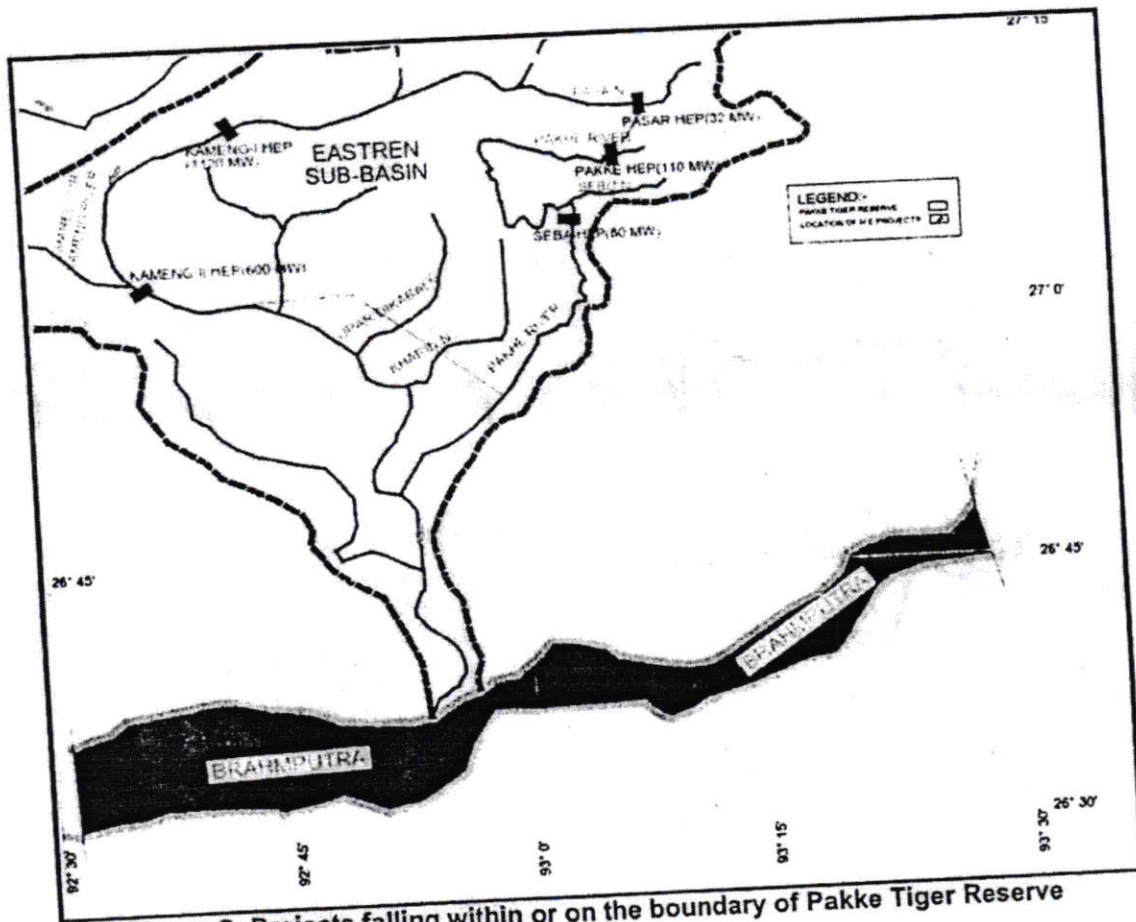 27° 15'
PASAR HEP(32 MW)
PAKHE RIVER
KAMENG-I HEP
(1120 MW)
EASTREN
SUB-BASIN
PAKKE HEP(110 MW)
LEGEND:-
PAKKE TIGER RESERVE
LOCATION OF H E PROJECTS
SEBA HEP(80 MW)
KAMENG-II HEP(600 MW)
27° 0'
PAKHE RIVER
26° 45'
26° 45'
BRAHMPUTRA
BRAHMPUTRA
92° 30'
92° 45'
93° 0'
93° 15'
93° 30'
26° 30'
Projects falling within or on the boundary of Pakke Tiger Reserve